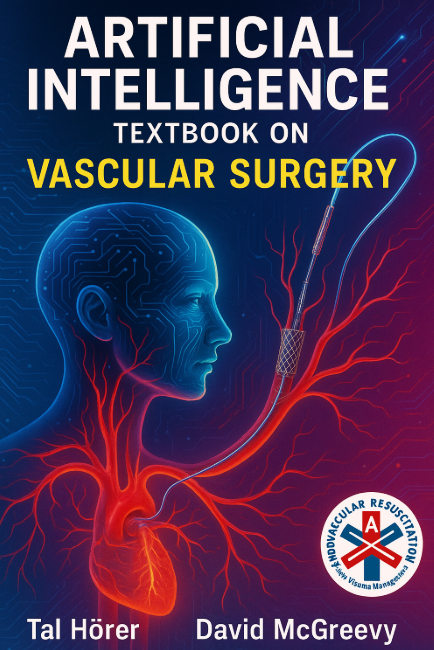 ARTIFICIAL
INTELLIGENCE
TEXTBOOK ON
VASCULAR SURGERY
RESUSCITATION
A
Tal Hörer
David McGreevy